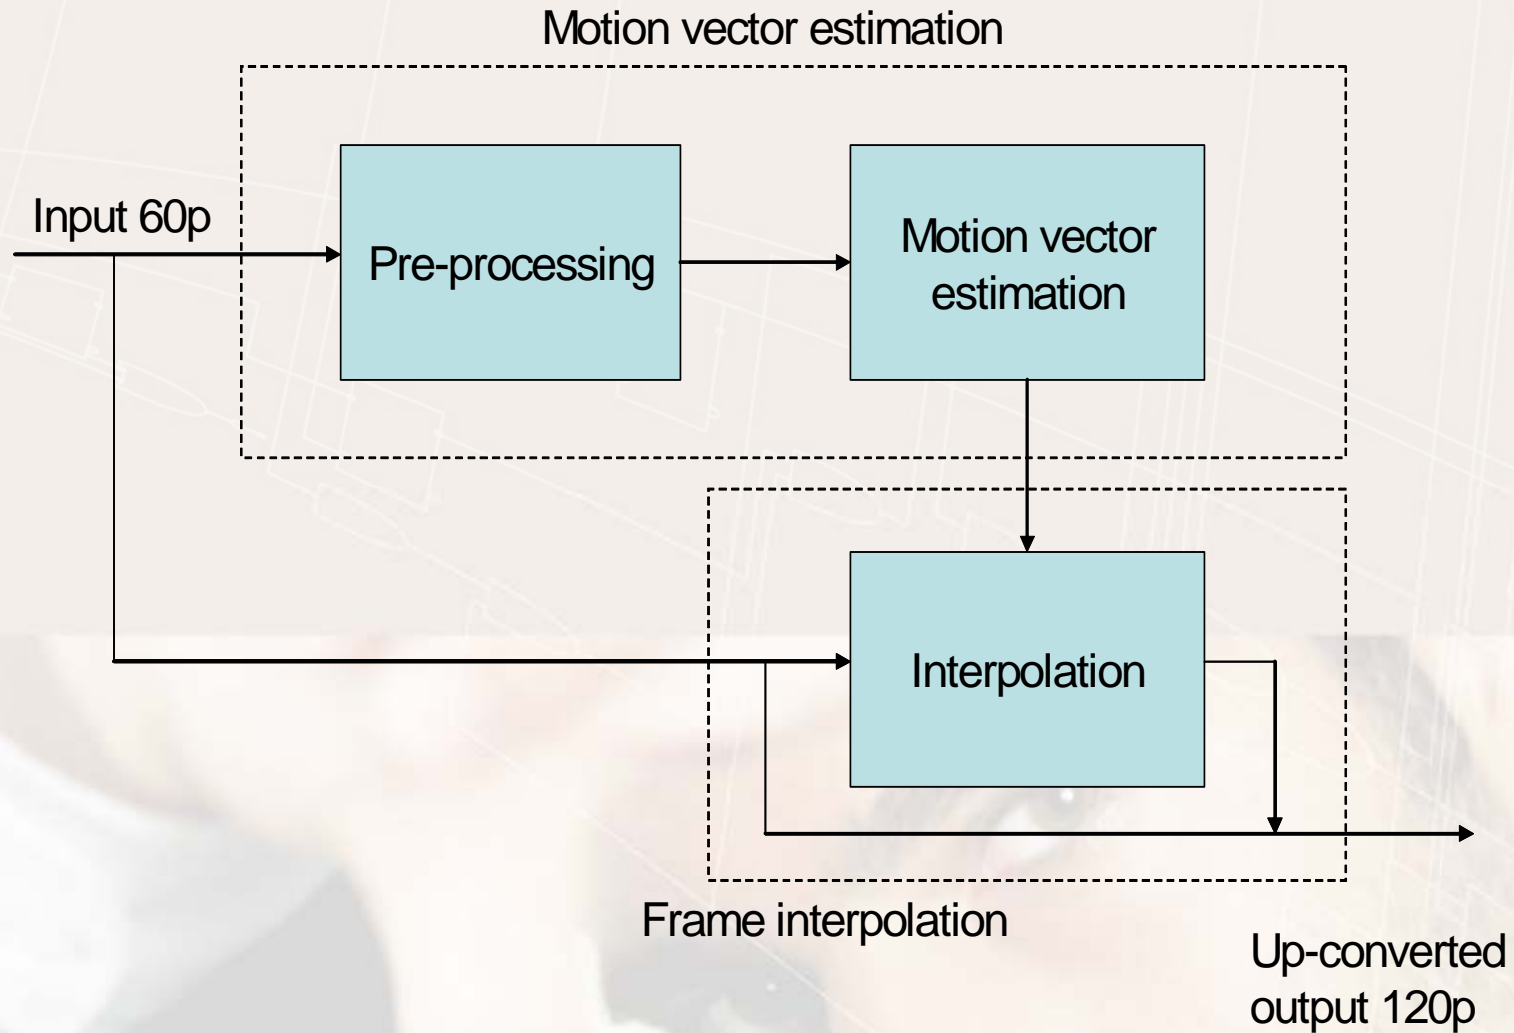 Motion vector estimation
Input 60p
Pre-processing
Motion vector
estimation
Interpolation
Frame interpolation
Up-converted
output 120p